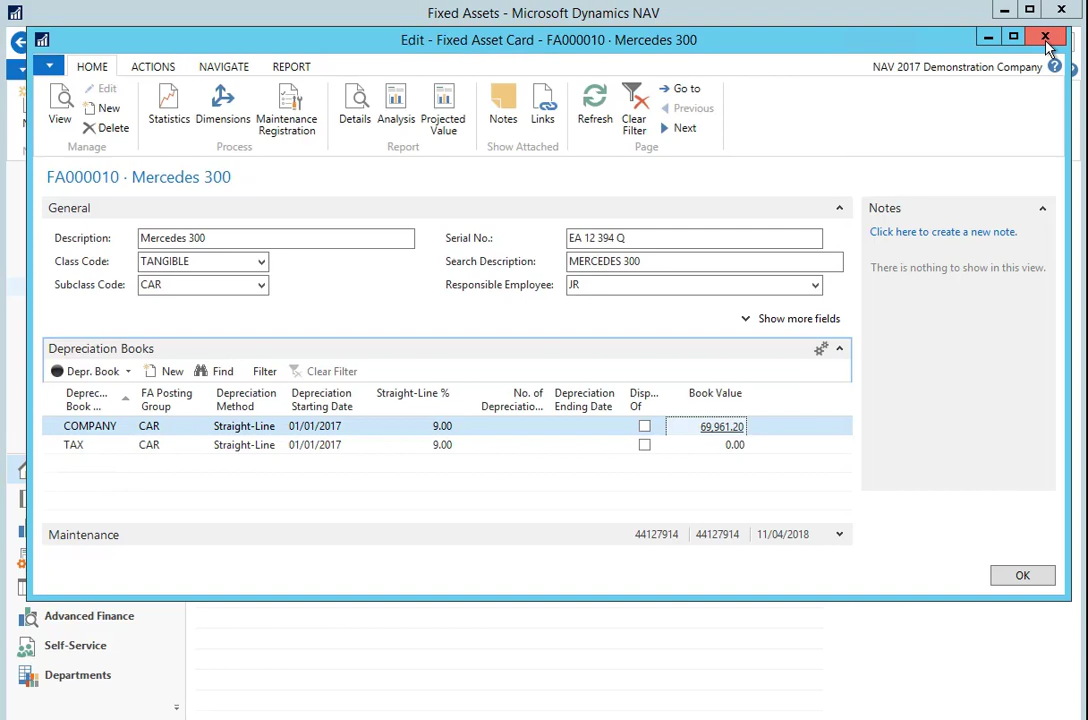 Fixed Assets - Microsoft Dynamics NAV
Edit - Fixed Asset Card - FA000010 · Mercedes 300
HOME ACTIONS NAVIGATE REPORT NAV 2017 Demonstration Company
View Edit New Delete Statistics Dimensions Maintenance Registration Details Analysis Projected Value Notes Links Refresh Clear Filter Go to Previous Next
Manage Process Report Show Attached Page
FA000010 · Mercedes 300
General
Description: Mercedes 300 Serial No.: EA 12 394 Q
Class Code: TANGIBLE Search Description: MERCEDES 300
Subclass Code: CAR Responsible Employee: JR
Show more fields
Notes
Click here to create a new note.
There is nothing to show in this view.
Depreciation Books
Depr. Book New Find Filter Clear Filter
Deprec... Book ... FA Posting Group Depreciation Method Depreciation Starting Date Straight-Line % No. of Depreciatio... Depreciation Ending Date Disp... Of Book Value
COMPANY CAR Straight-Line 01/01/2017 9.00 69,961.20
TAX CAR Straight-Line 01/01/2017 9.00 0.00
Maintenance 44127914 44127914 11/04/2018
OK
Advanced Finance
Self-Service
Departments